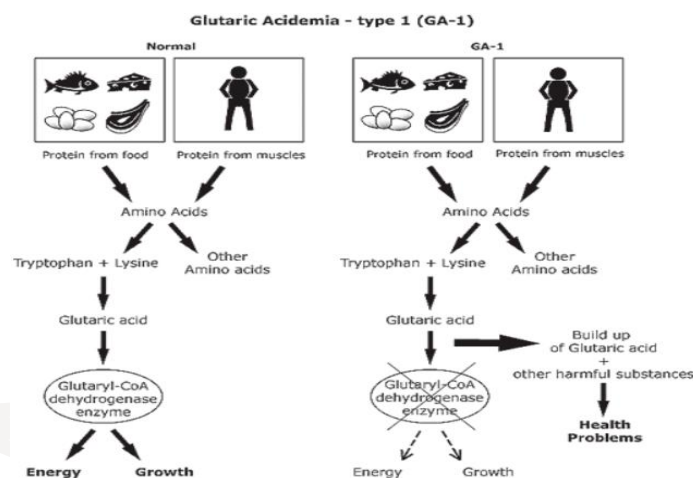 Glutaric Acidemia - type 1 (GA-1)
Normal
Protein from food
Protein from muscles
Amino Acids
Tryptophan + Lysine
Other
Amino acids
Glutaric acid
Glutaryl-CoA
dehydrogenase
enzyme
Energy
Growth
GA-1
Protein from food
Protein from muscles
Amino Acids
Tryptophan + Lysine
Other
Amino acids
Glutaric acid
Build up
of Glutaric acid
+
other harmful substances
Health
Problems
Glutaryl-CoA
dehydrogenase
enzyme
Energy
Growth